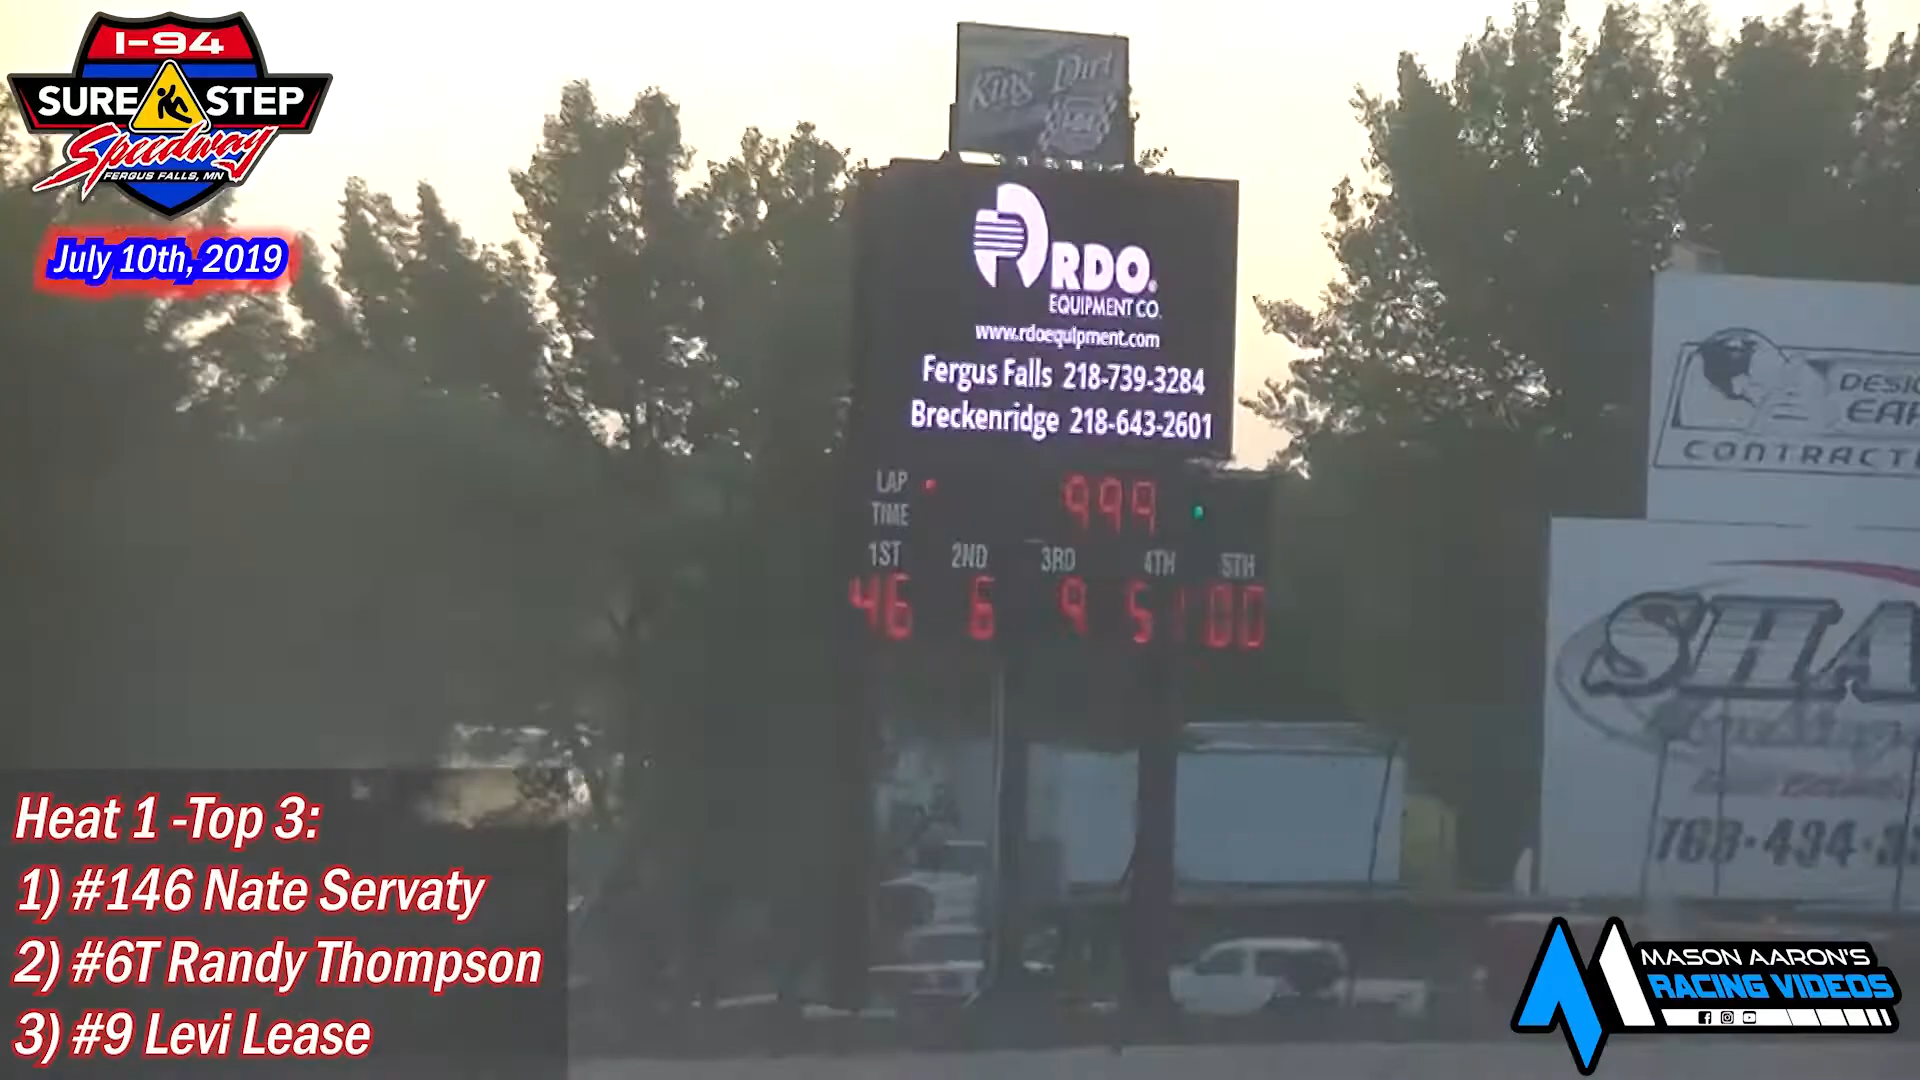 I-94
SURE STEP
Speedway
FERGUS FALLS, MN
July 10th, 2019
King Dirt
RDO.
EQUIPMENT CO.
www.rdoequipment.com
Fergus Falls 218-739-3284
Breckenridge 218-643-2601
LAP
TIME
999
1ST 2ND 3RD 4TH 5TH
46 6 9 51 00
CONTRACT
Heat 1 -Top 3:
1) #146 Nate Servaty
2) #6T Randy Thompson
3) #9 Levi Lease
MASON AARON'S
RACING VIDEOS